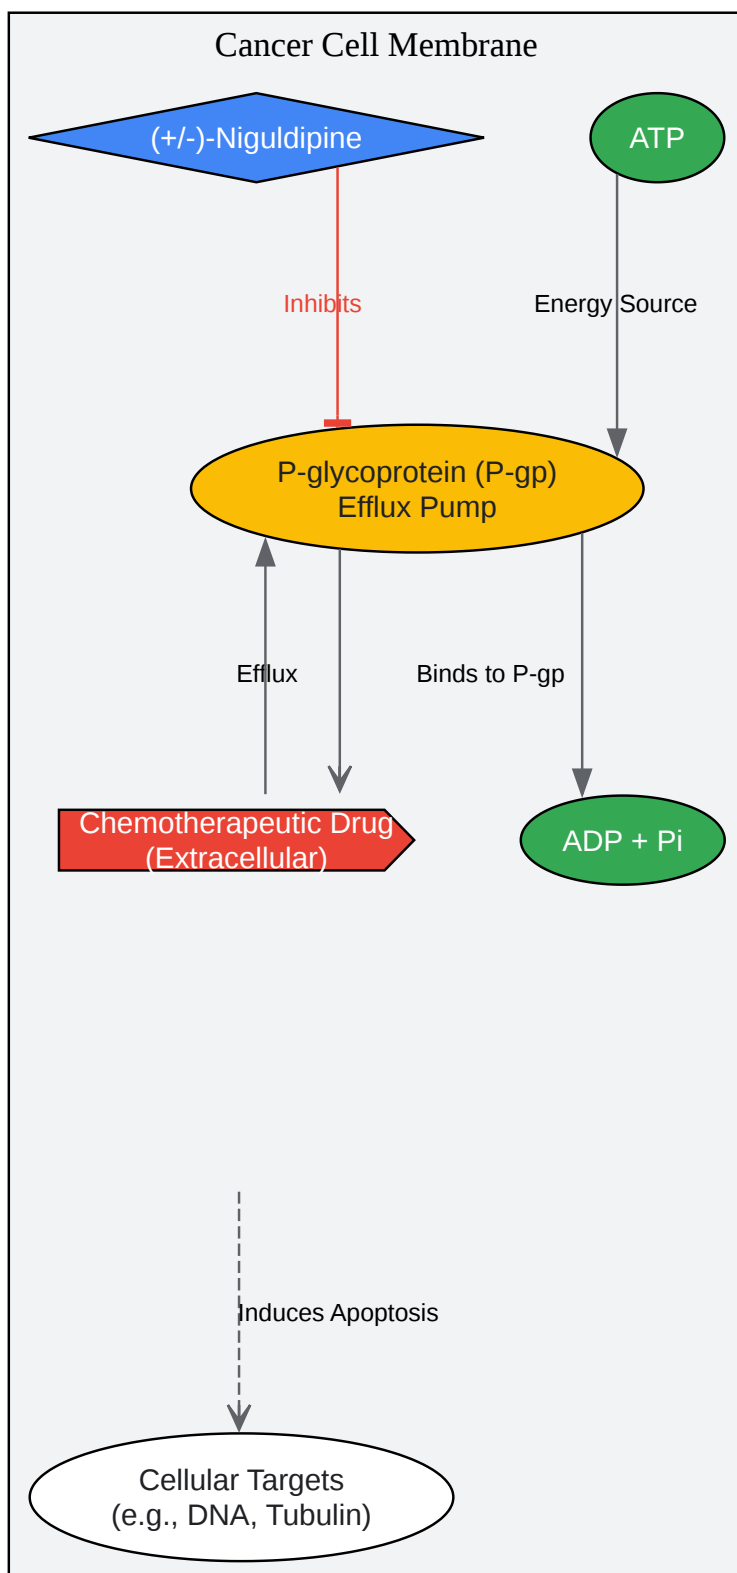 Cancer Cell Membrane
(+/-)-Niguldipine
ATP
Inhibits
Energy Source
P-glycoprotein (P-gp)
Efflux Pump
Efflux
Binds to P-gp
Chemotherapeutic Drug
(Extracellular)
ADP + Pi
Induces Apoptosis
Cellular Targets
(e.g., DNA, Tubulin)